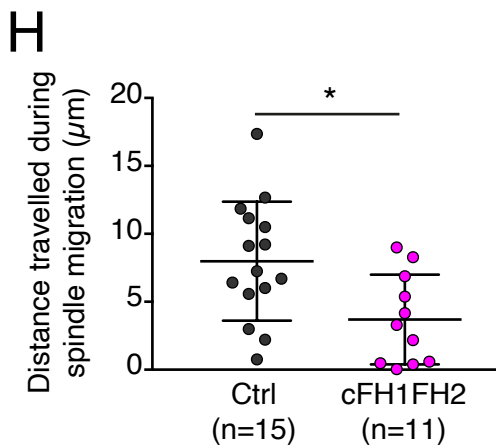 H
Distance travelled during
spindle migration (µm)
20
15
10
5
0
*
Ctrl
(n=15)
cFH1FH2
(n=11)